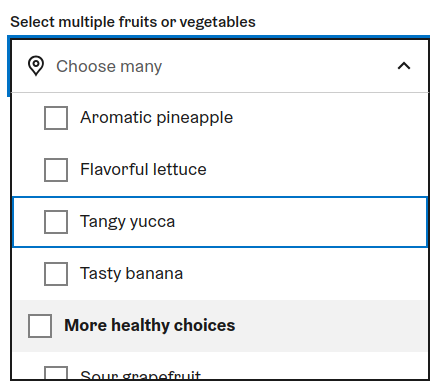 Select multiple fruits or vegetables
Choose many
Aromatic pineapple
Flavorful lettuce
Tangy yucca
Tasty banana
More healthy choices
Sour grapefruit